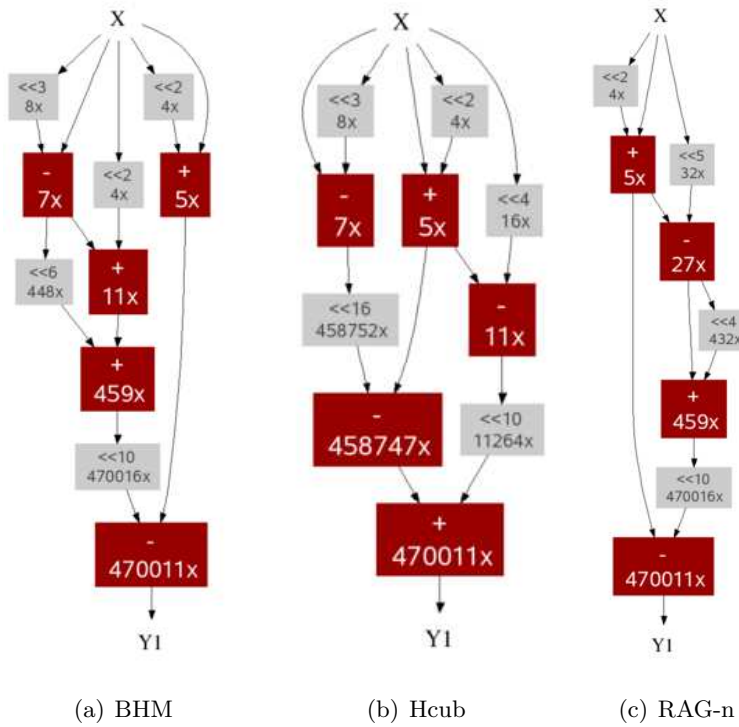 X
<<3
8x
<<2
4x
-
7x
<<2
4x
+
5x
<<6
448x
+
11x
+
459x
<<10
470016x
-
470011x
Y1
(a) BHM
X
<<3
8x
<<2
4x
-
7x
+
5x
<<4
16x
<<16
458752x
-
11x
-
458747x
<<10
11264x
+
470011x
Y1
(b) Hcub
X
<<2
4x
+
5x
<<5
32x
-
27x
<<4
432x
+
459x
<<10
470016x
-
470011x
Y1
(c) RAG-n